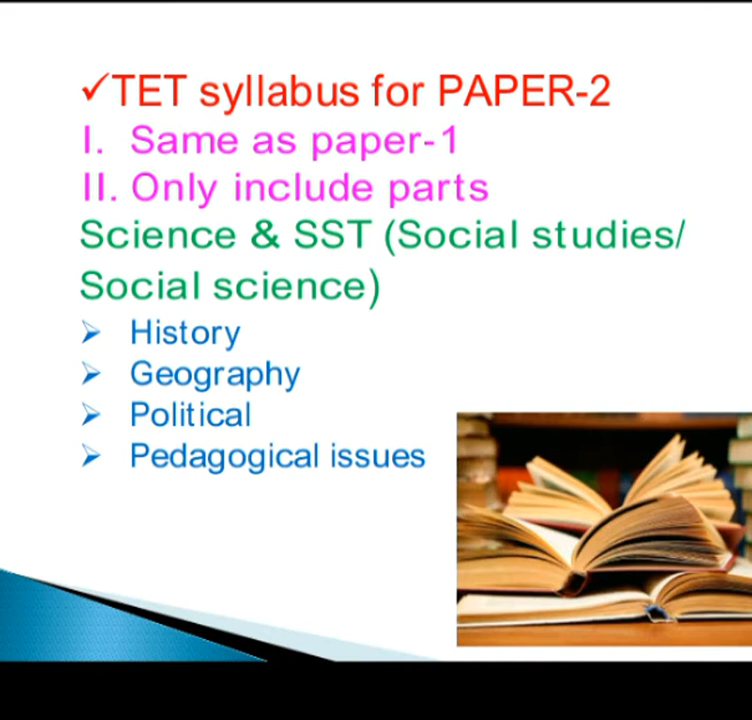 ✓TET syllabus for PAPER-2
I. Same as paper-1
II. Only include parts
Science & SST (Social studies/
Social science)
➢ History
➢ Geography
➢ Political
➢ Pedagogical issues